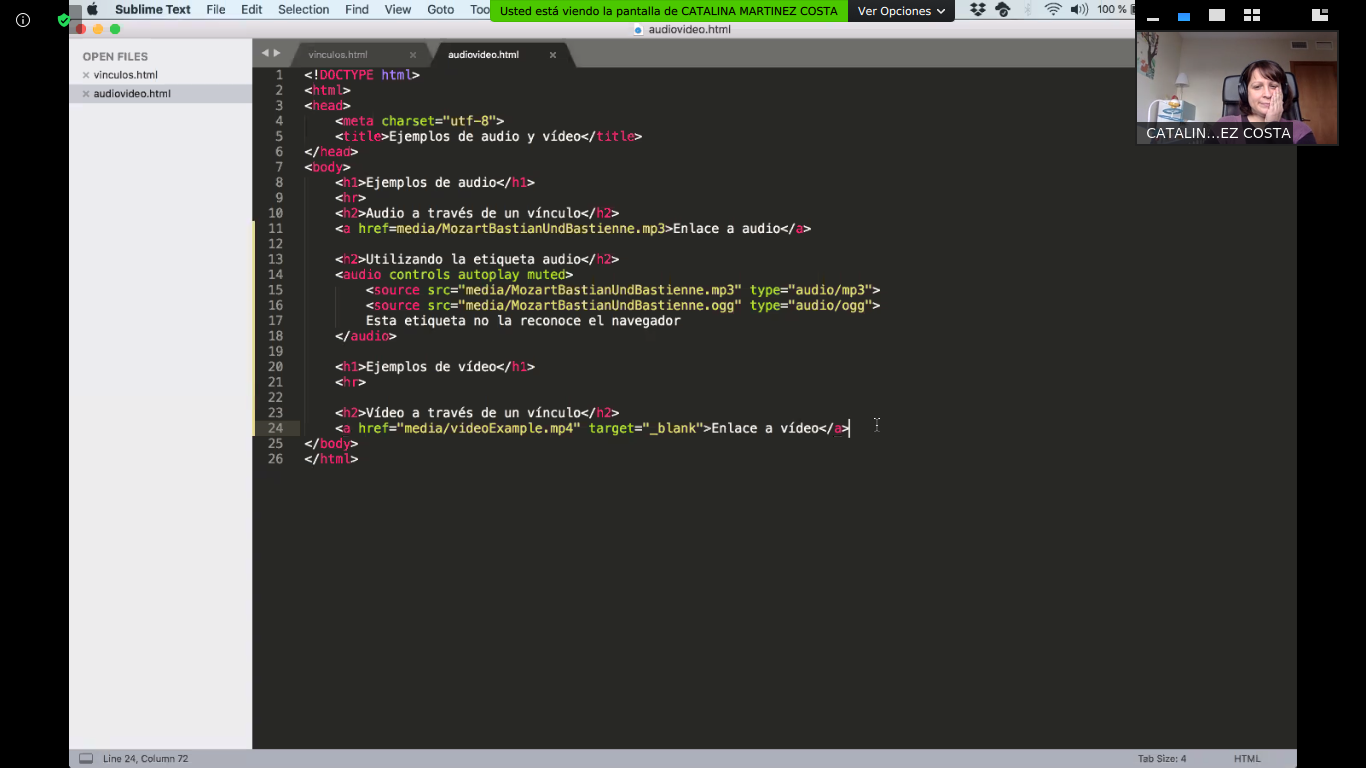 Sublime Text File Edit Selection Find View Goto Too
Usted está viendo la pantalla de CATALINA MARTINEZ COSTA
Ver Opciones
100 %
audiovideo.html
OPEN FILES
vinculos.html
audiovideo.html
vinculos.html
audiovideo.html
1 <!DOCTYPE html>
2 <html>
3 <head>
4 <meta charset="utf-8">
5 <title>Ejemplos de audio y vídeo</title>
6 </head>
7 <body>
8 <h1>Ejemplos de audio</h1>
9 <hr>
10 <h2>Audio a través de un vínculo</h2>
11 <a href=media/MozartBastianUndBastienne.mp3>Enlace a audio</a>
12
13 <h2>Utilizando la etiqueta audio</h2>
14 <audio controls autoplay muted>
15 <source src="media/MozartBastianUndBastienne.mp3" type="audio/mp3">
16 <source src="media/MozartBastianUndBastienne.ogg" type="audio/ogg">
17 Esta etiqueta no la reconoce el navegador
18 </audio>
19
20 <h1>Ejemplos de vídeo</h1>
21 <hr>
22
23 <h2>Vídeo a través de un vínculo</h2>
24 <a href="media/videoExample.mp4" target="_blank">Enlace a vídeo</a>
25 </body>
26 </html>
CATALIN...EZ COSTA
Line 24, Column 72
Tab Size: 4
HTML